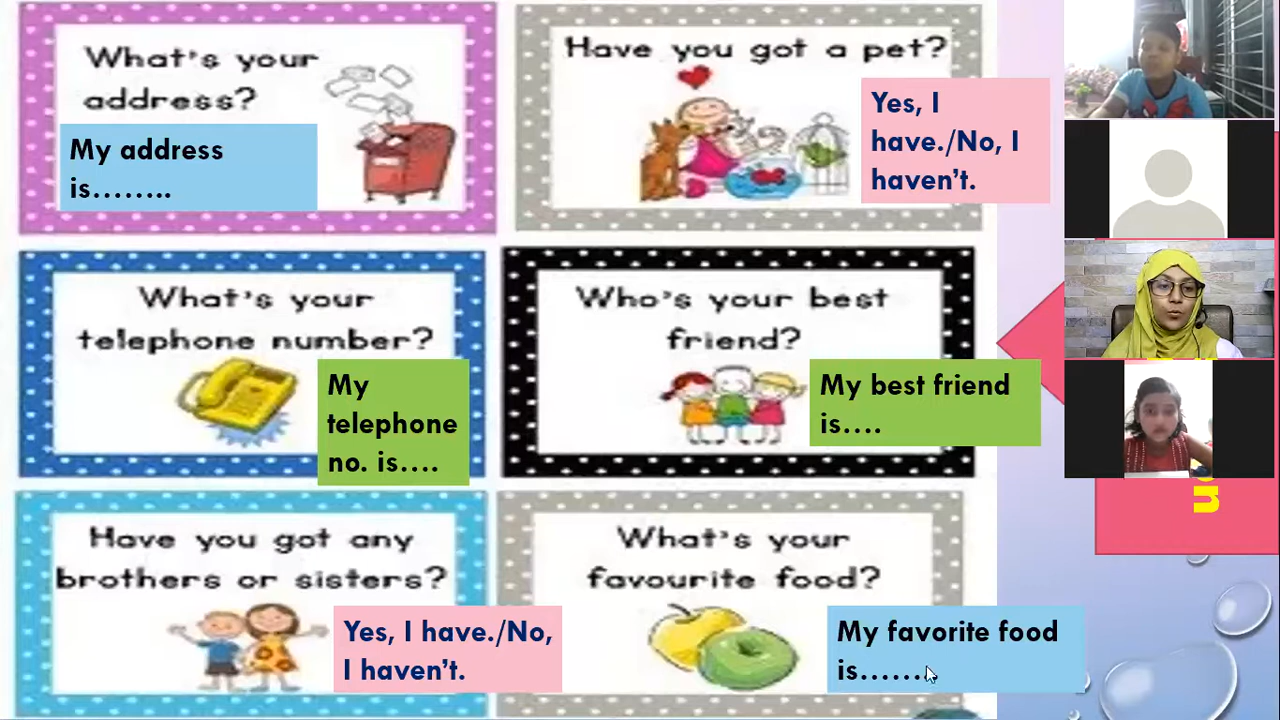 What's your
address?
My address
is……..
Have you got a pet?
Yes, I
have./No, I
haven't.
What's your
telephone number?
My
telephone
no. is….
Who's your best
friend?
My best friend
is….
Have you got any
brothers or sisters?
Yes, I have./No,
I haven't.
What's your
favourite food?
My favorite food
is…….